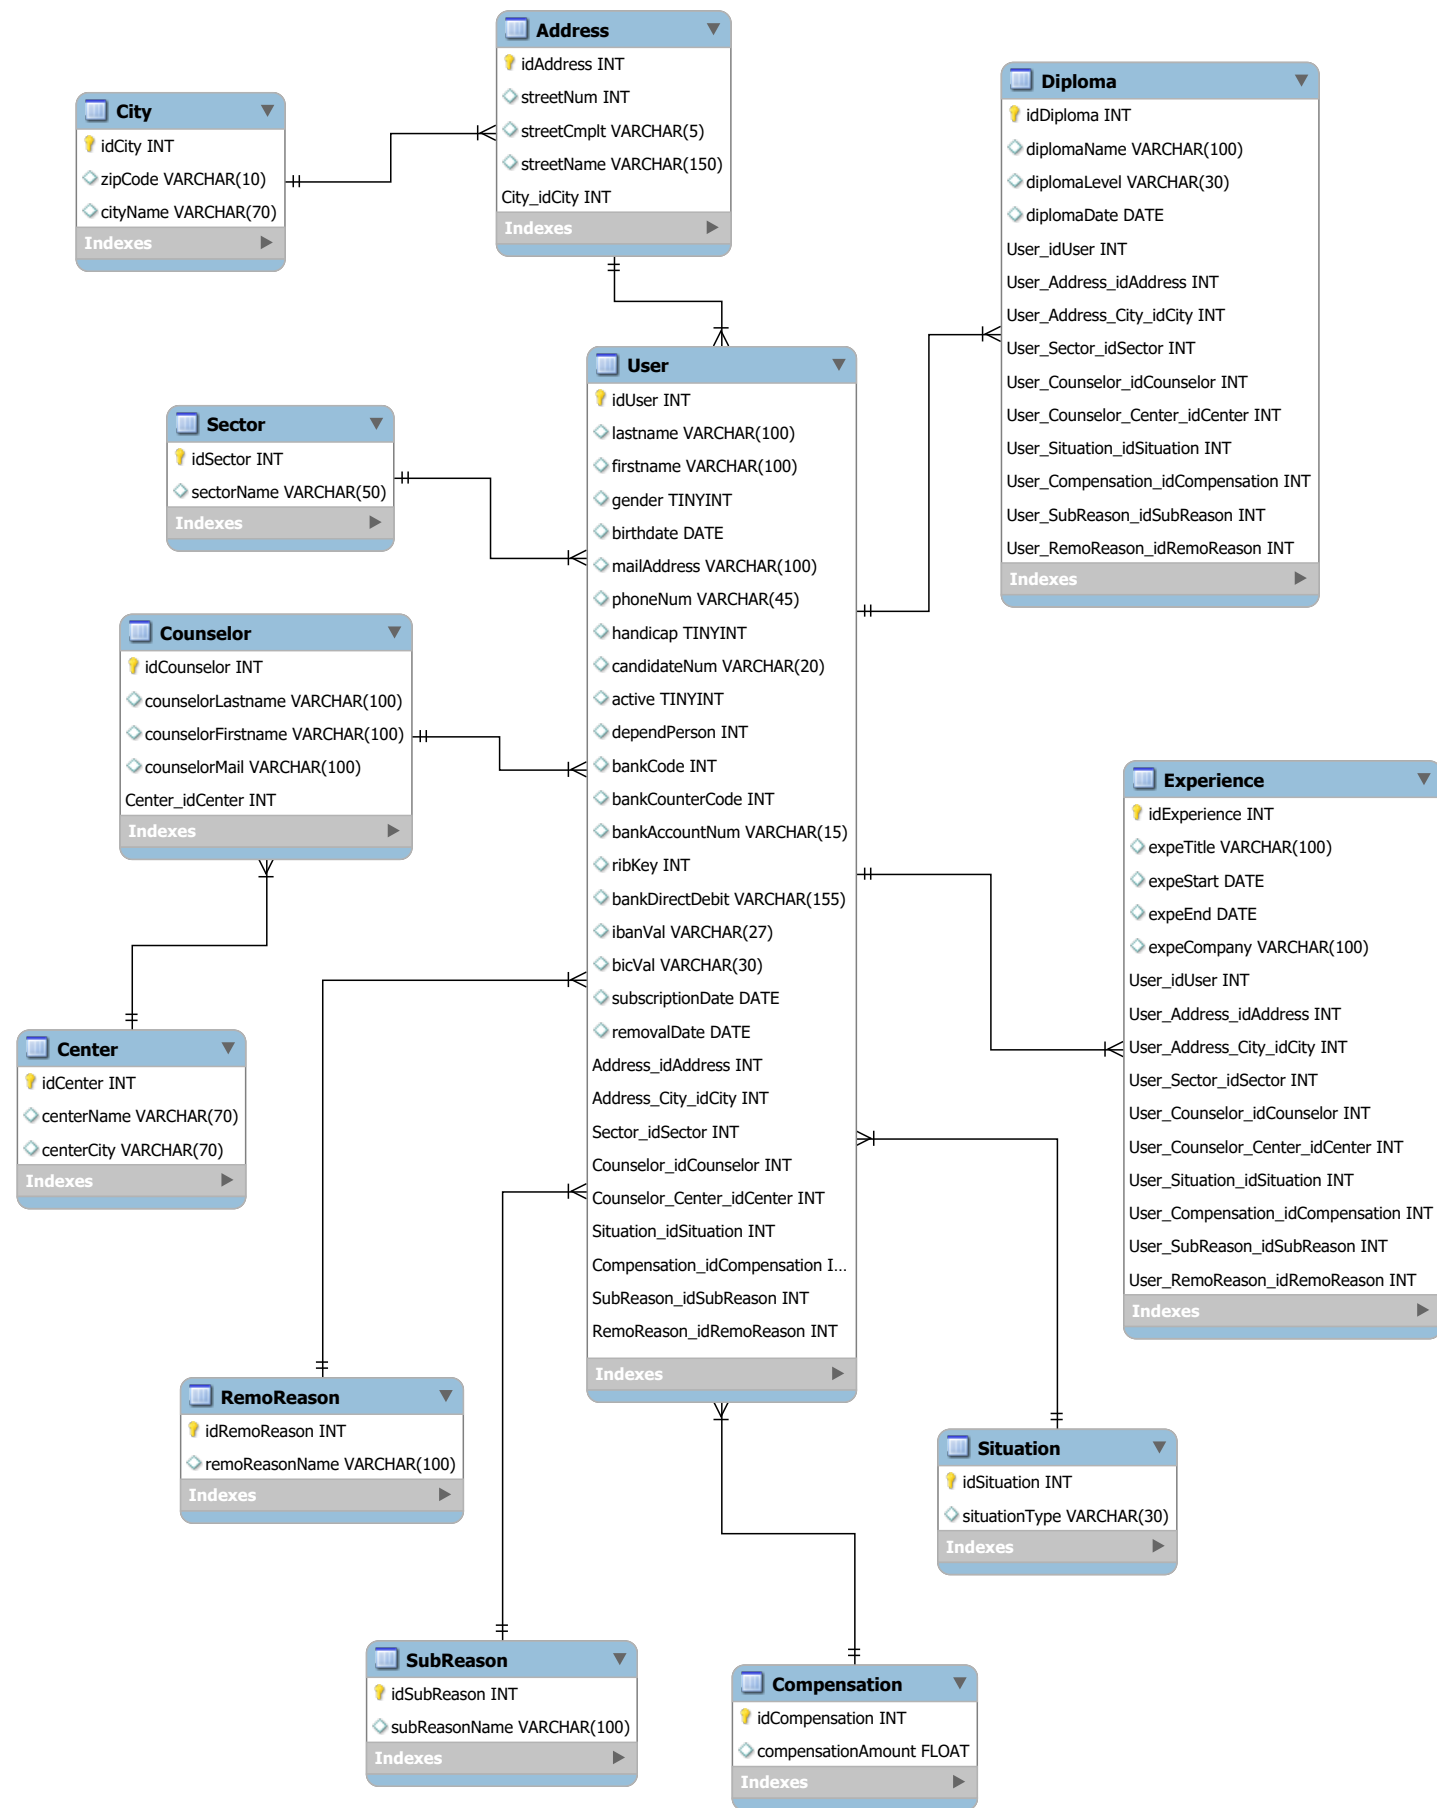 Address
idAddress INT
streetNum INT
streetCmplt VARCHAR(5)
streetName VARCHAR(150)
City_idCity INT
Indexes
City
idCity INT
zipCode VARCHAR(10)
cityName VARCHAR(70)
Indexes
Diploma
idDiploma INT
diplomaName VARCHAR(100)
diplomaLevel VARCHAR(30)
diplomaDate DATE
User_idUser INT
User_Address_idAddress INT
User_Address_City_idCity INT
User_Sector_idSector INT
User_Counselor_idCounselor INT
User_Counselor_Center_idCenter INT
User_Situation_idSituation INT
User_Compensation_idCompensation INT
User_SubReason_idSubReason INT
User_RemoReason_idRemoReason INT
Indexes
User
idUser INT
lastname VARCHAR(100)
firstname VARCHAR(100)
gender TINYINT
birthdate DATE
mailAddress VARCHAR(100)
phoneNum VARCHAR(45)
handicap TINYINT
candidateNum VARCHAR(20)
active TINYINT
dependPerson INT
bankCode INT
bankCounterCode INT
bankAccountNum VARCHAR(15)
ribKey INT
bankDirectDebit VARCHAR(155)
ibanVal VARCHAR(27)
bicVal VARCHAR(30)
subscriptionDate DATE
removalDate DATE
Address_idAddress INT
Address_City_idCity INT
Sector_idSector INT
Counselor_idCounselor INT
Counselor_Center_idCenter INT
Situation_idSituation INT
Compensation_idCompensation I...
SubReason_idSubReason INT
RemoReason_idRemoReason INT
Indexes
Sector
idSector INT
sectorName VARCHAR(50)
Indexes
Counselor
idCounselor INT
counselorLastname VARCHAR(100)
counselorFirstname VARCHAR(100)
counselorMail VARCHAR(100)
Center_idCenter INT
Indexes
Experience
idExperience INT
expeTitle VARCHAR(100)
expeStart DATE
expeEnd DATE
expeCompany VARCHAR(100)
User_idUser INT
User_Address_idAddress INT
User_Address_City_idCity INT
User_Sector_idSector INT
User_Counselor_idCounselor INT
User_Counselor_Center_idCenter INT
User_Situation_idSituation INT
User_Compensation_idCompensation INT
User_SubReason_idSubReason INT
User_RemoReason_idRemoReason INT
Indexes
Center
idCenter INT
centerName VARCHAR(70)
centerCity VARCHAR(70)
Indexes
RemoReason
idRemoReason INT
remoReasonName VARCHAR(100)
Indexes
Situation
idSituation INT
situationType VARCHAR(30)
Indexes
SubReason
idSubReason INT
subReasonName VARCHAR(100)
Indexes
Compensation
idCompensation INT
compensationAmount FLOAT
Indexes